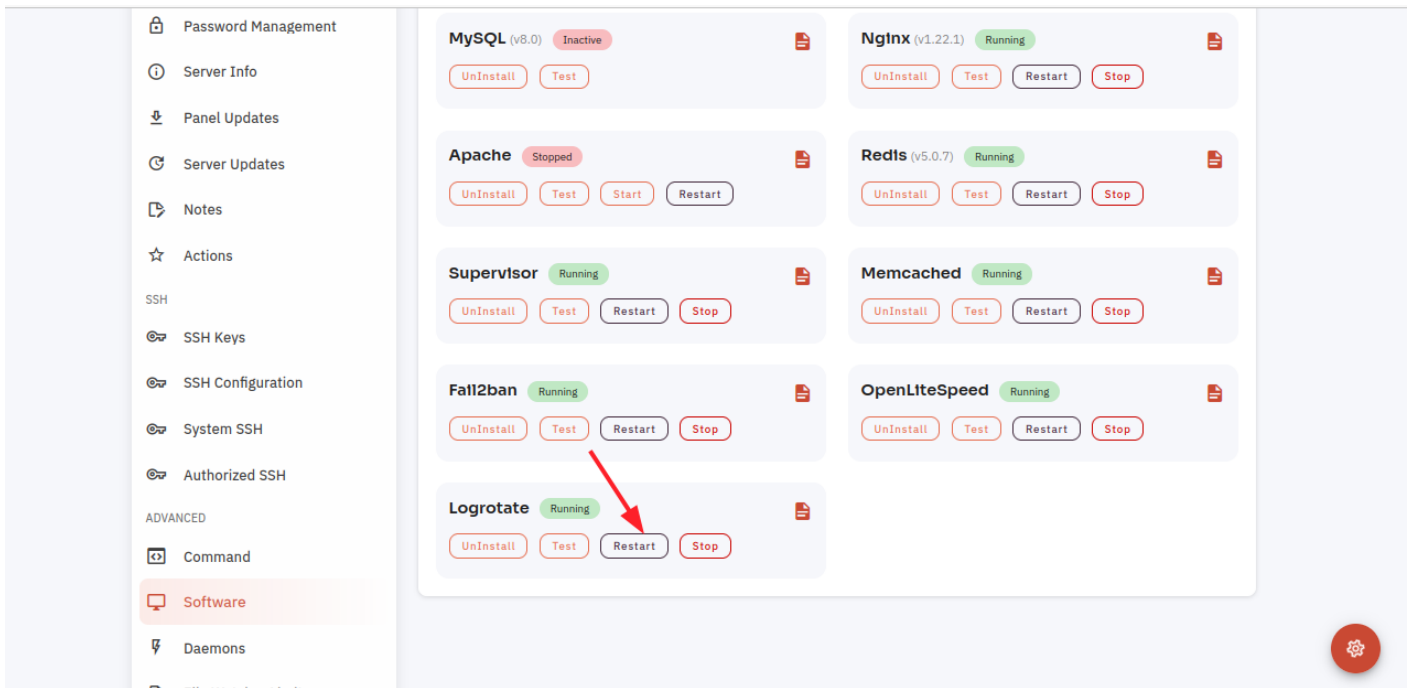 Password Management
Server Info
Panel Updates
Server Updates
Notes
Actions
SSH
SSH Keys
SSH Configuration
System SSH
Authorized SSH
ADVANCED
Command
Software
Daemons
MySQL (v8.0) Inactive
UnInstall Test
Nginx (v1.22.1) Running
UnInstall Test Restart Stop
Apache Stopped
UnInstall Test Start Restart
Redis (v5.0.7) Running
UnInstall Test Restart Stop
Supervisor Running
UnInstall Test Restart Stop
Memcached Running
UnInstall Test Restart Stop
Fail2ban Running
UnInstall Test Restart Stop
OpenLiteSpeed Running
UnInstall Test Restart Stop
Logrotate Running
UnInstall Test Restart Stop